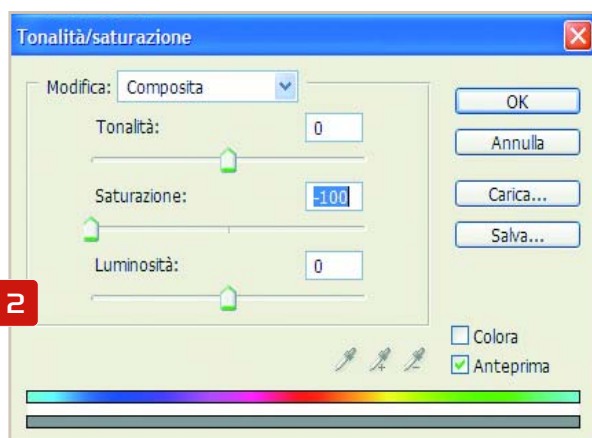 Tonalità/saturazione
Modifica: Composita
Tonalità: 0
Saturazione: -100
Luminosità: 0
OK
Annulla
Carica...
Salva...
2
Colora
Anteprima